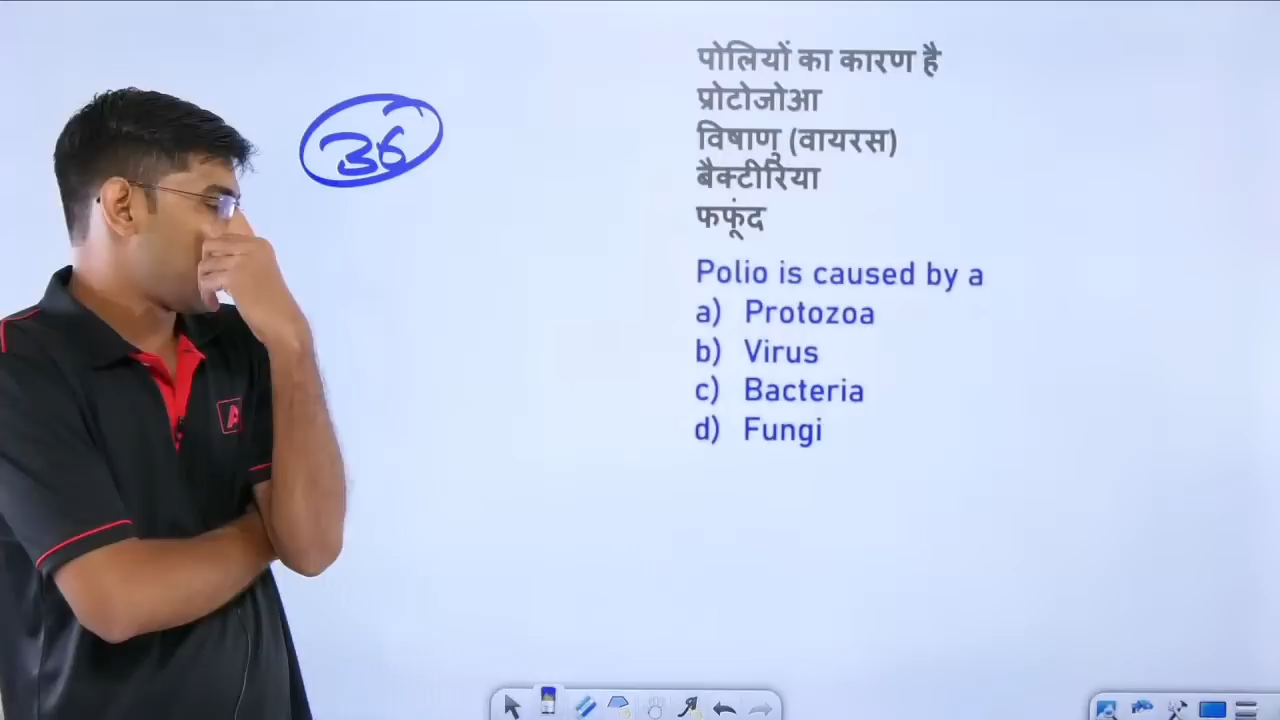 36
पोलियों का कारण है
प्रोटोजोआ
विषाणु (वायरस)
बैक्टीरिया
फफूंद
Polio is caused by a
a) Protozoa
b) Virus
c) Bacteria
d) Fungi
A